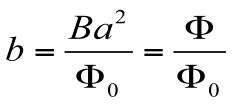 b = Ba² / Φ₀ = Φ / Φ₀